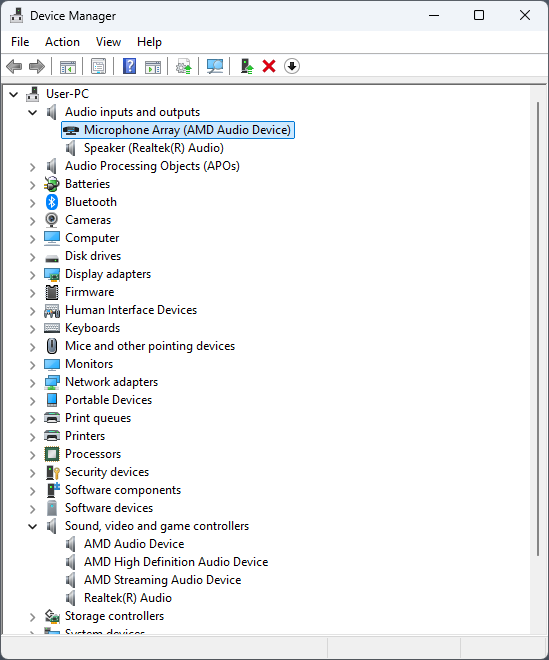 Device Manager
File Action View Help
User-PC
Audio inputs and outputs
Microphone Array (AMD Audio Device)
Speaker (Realtek(R) Audio)
Audio Processing Objects (APOs)
Batteries
Bluetooth
Cameras
Computer
Disk drives
Display adapters
Firmware
Human Interface Devices
Keyboards
Mice and other pointing devices
Monitors
Network adapters
Portable Devices
Print queues
Printers
Processors
Security devices
Software components
Software devices
Sound, video and game controllers
AMD Audio Device
AMD High Definition Audio Device
AMD Streaming Audio Device
Realtek(R) Audio
Storage controllers
System devices